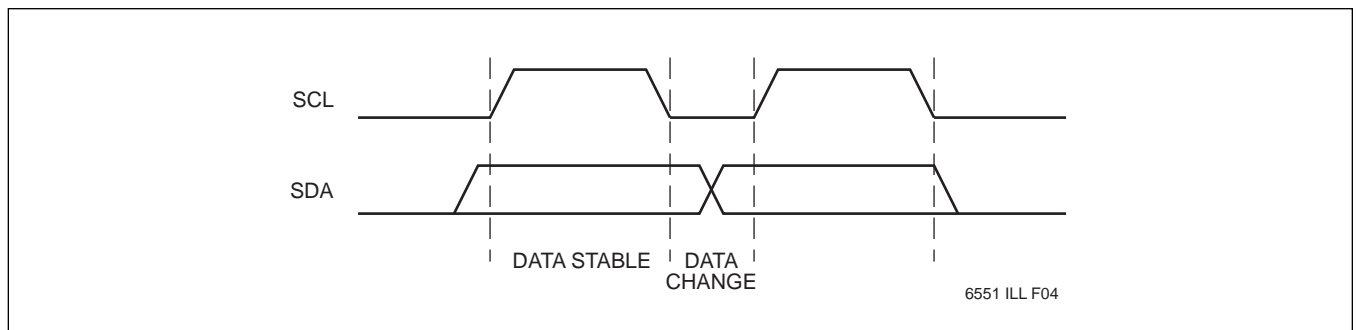 SCL
SDA
DATA STABLE
DATA
CHANGE
6551 ILL F04